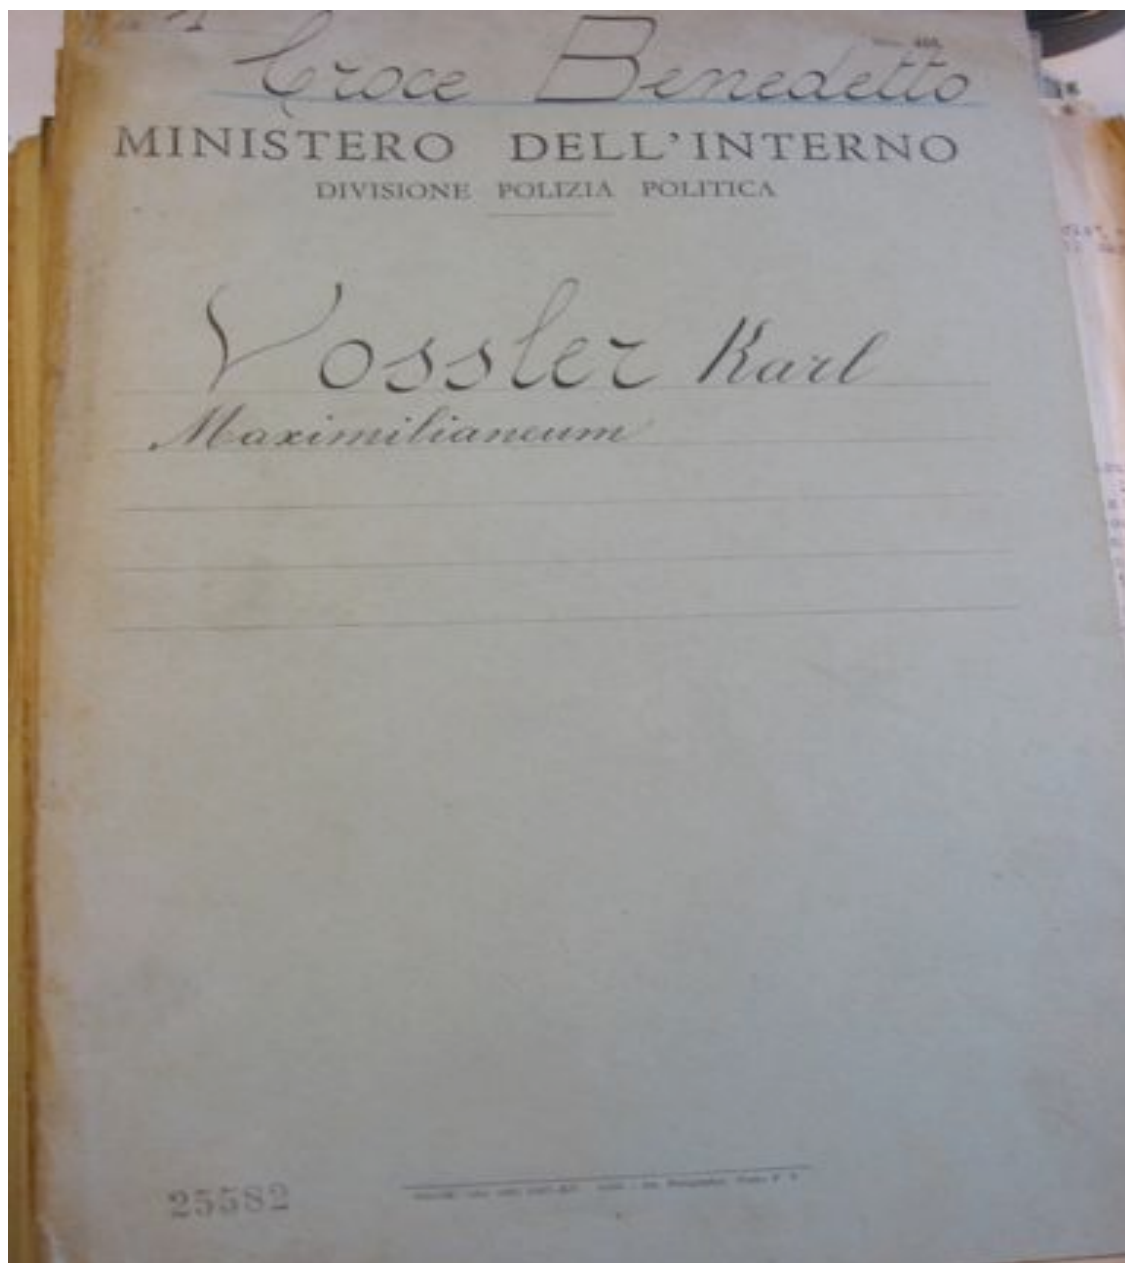 Croce Benedetto
MINISTERO DELL'INTERNO
DIVISIONE POLIZIA POLITICA
Vossler Karl
Maximilianeum
25582